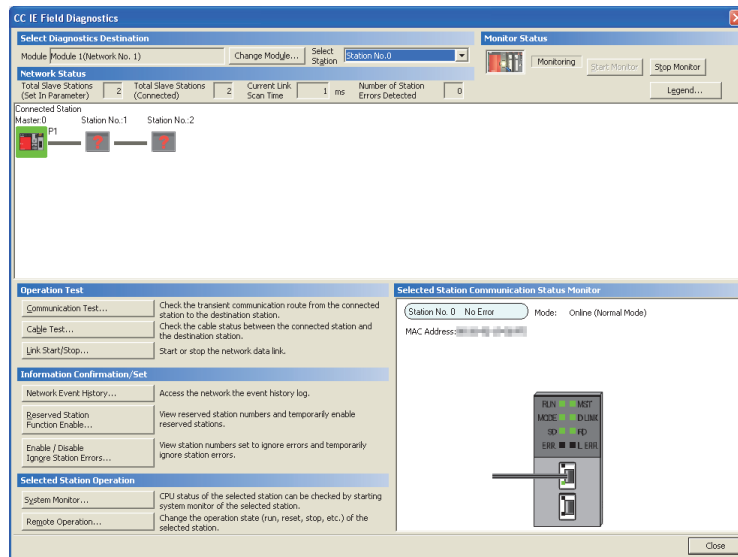 CC IE Field Diagnostics
Select Diagnostics Destination
Module Module 1(Network No. 1)
Change Module...
Select Station
Station No.0
Monitor Status
Monitoring
Start Monitor
Stop Monitor
Legend...
Network Status
Total Slave Stations (Set In Parameter) 2
Total Slave Stations (Connected) 2
Current Link Scan Time 1 ms
Number of Station Errors Detected 0
Connected Station
Master:0 Station No.:1 Station No.:2
P1
? ?
Operation Test
Communication Test... Check the transient communication route from the connected
station to the destination station.
Cable Test... Check the cable status between the connected station and
the destination station.
Link Start/Stop... Start or stop the network data link.
Information Confirmation/Set
Network Event History... Access the network the event history log.
Reserved Station Function Enable... View reserved station numbers and temporarily enable
reserved stations.
Enable / Disable Ignore Station Errors... View station numbers set to ignore errors and temporarily
ignore station errors.
Selected Station Operation
System Monitor... CPU status of the selected station can be checked by starting
system monitor of the selected station.
Remote Operation... Change the operation state (run, reset, stop, etc.) of the
selected station.
Selected Station Communication Status Monitor
Station No. 0 No Error Mode: Online (Normal Mode)
MAC Address:
RUN MST
MODE D LINK
SD RD
ERR. L ERR.
Close